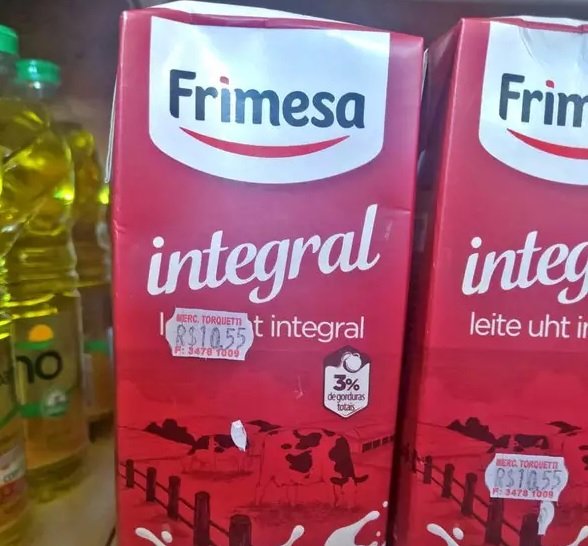 Frimesa
integral
t integral
MERC. TORQUETTI
R$10.55
F: 3478 1009
3%
de gorduras
totais
Frim
integ
leite uht i
MERC. TORQUETTI
R$10.55
F: 3478 1009
no